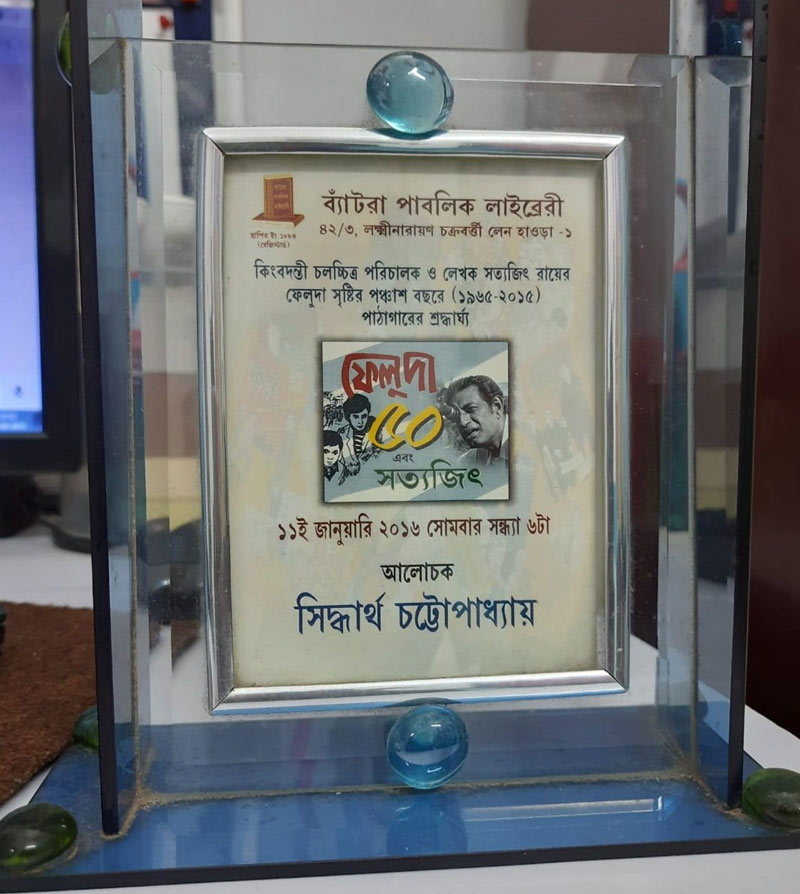 ব্যাঁটরা পাবলিক লাইব্রেরী
৪২/৩, লক্ষ্মীনারায়ণ চক্রবর্ত্তী লেন হাওড়া -১
স্থাপিত ইং ১৮৮৪
(রেজিস্টার্ড)
কিংবদন্তী চলচ্চিত্র পরিচালক ও লেখক সত্যজিৎ রায়ের
ফেলুদা সৃষ্টির পঞ্চাশ বছরে (১৯৬৫-২০১৫)
পাঠাগারের শ্রদ্ধার্ঘ্য
ফেলুদা
৫০
এবং
সত্যজিৎ
১১ই জানুয়ারি ২০১৬ সোমবার সন্ধ্যা ৬টা
আলোচক
সিদ্ধার্থ চট্টোপাধ্যায়